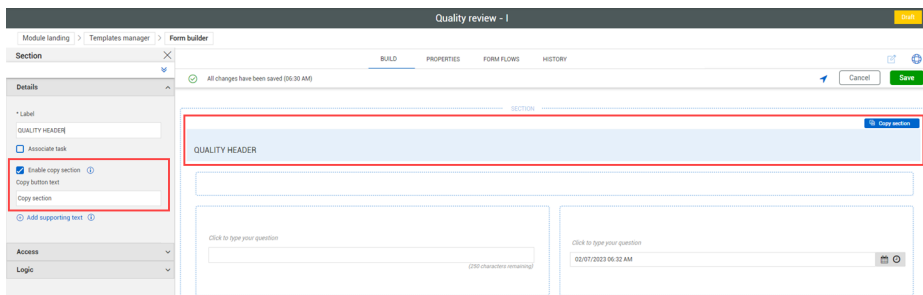 Quality review - I
Draft
Module landing > Templates manager > Form builder
Section
BUILD PROPERTIES FORM FLOWS HISTORY
All changes have been saved (06:30 AM)
Cancel Save
Details
* Label
QUALITY HEADER
Associate task
Enable copy section
Copy button text
Copy section
Add supporting text
Access
Logic
SECTION
Copy section
QUALITY HEADER
Click to type your question
(250 characters remaining)
Click to type your question
02/07/2023 06:32 AM